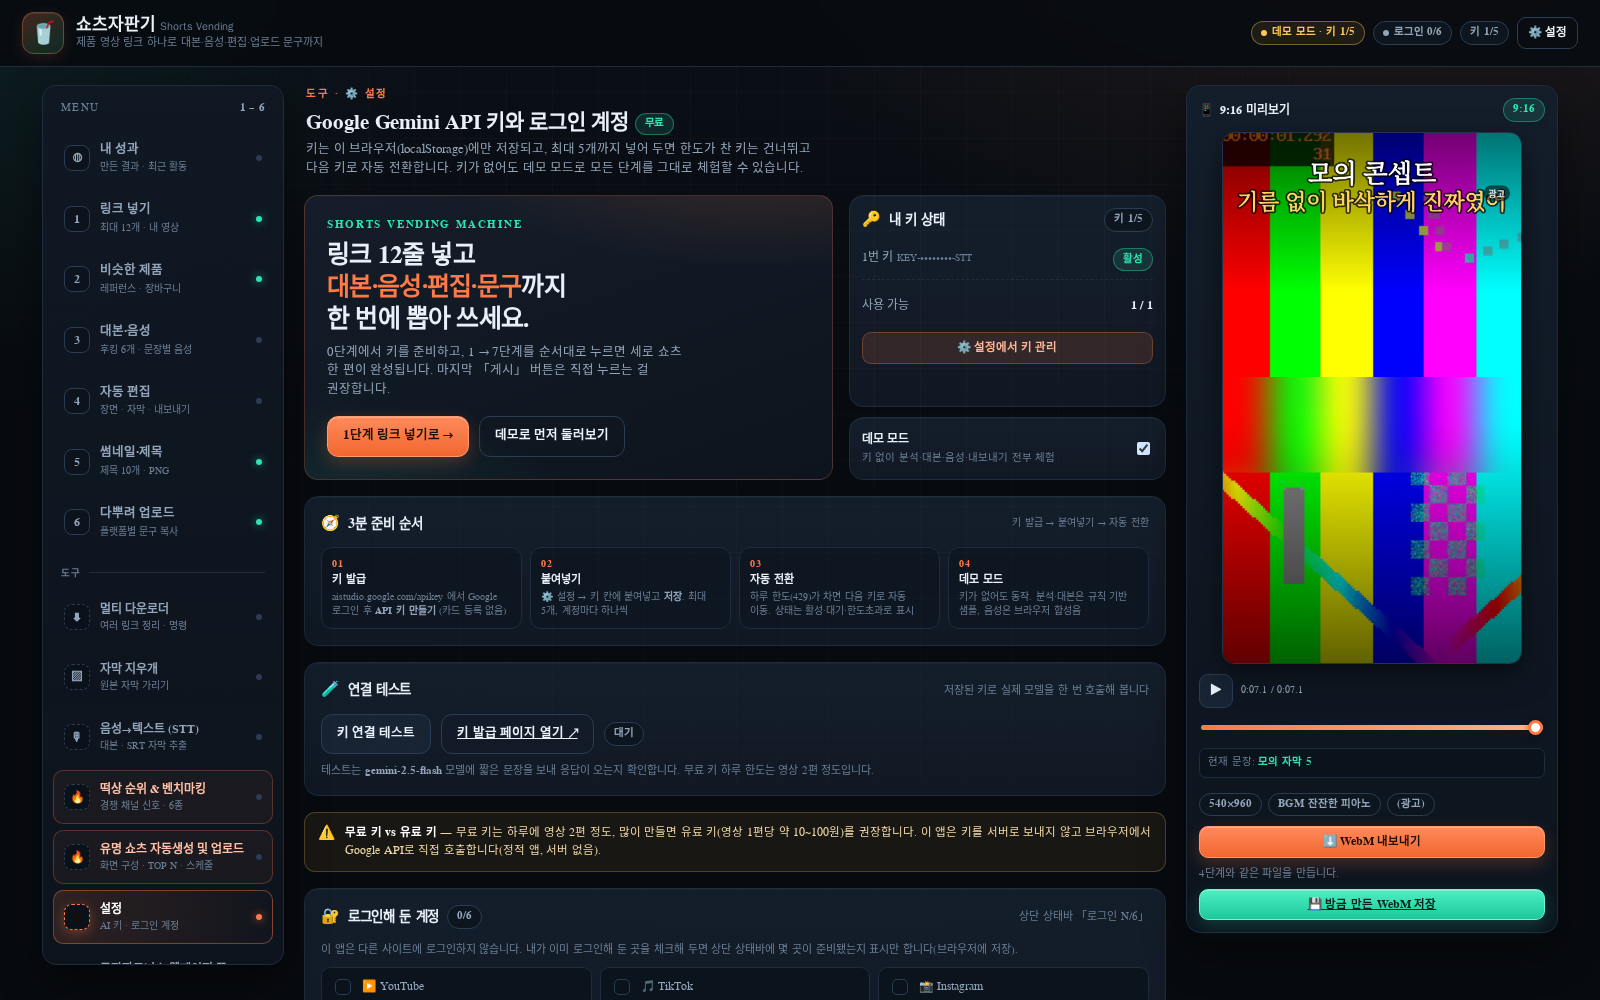 쇼츠자판기 Shorts Vending
제품 영상 링크 하나로 대본·음성·편집·업로드 문구까지
데모 모드 · 키 1/5
로그인 0/6
키 1/5
⚙️ 설정
MENU
1 – 6
내 성과
만든 결과 · 최근 활동
1
링크 넣기
최대 12개 · 내 영상
2
비슷한 제품
레퍼런스 · 장바구니
3
대본·음성
후킹 6개 · 문장별 음성
4
자동 편집
장면 · 자막 · 내보내기
5
썸네일·제목
제목 10개 · PNG
6
다뿌려 업로드
플랫폼별 문구 복사
도구
멀티 다운로더
여러 링크 정리 · 명령
자막 지우개
원본 자막 가리기
음성→텍스트 (STT)
대본 · SRT 자막 추출
떡상 순위 & 벤치마킹
경쟁 채널 신호 · 6종
유명 쇼츠 자동생성 및 업로드
화면 구성 · TOP N · 스케줄
설정
AI 키 · 로그인 계정
도구 · ⚙️ 설정
Google Gemini API 키와 로그인 계정 무료
키는 이 브라우저(localStorage)에만 저장되고, 최대 5개까지 넣어 두면 한도가 찬 키는 건너뛰고
다음 키로 자동 전환합니다. 키가 없어도 데모 모드로 모든 단계를 그대로 체험할 수 있습니다.
SHORTS VENDING MACHINE
링크 12줄 넣고
대본·음성·편집·문구까지
한 번에 뽑아 쓰세요.
0단계에서 키를 준비하고, 1 → 7단계를 순서대로 누르면 세로 쇼츠
한 편이 완성됩니다. 마지막 「게시」 버튼은 직접 누르는 걸
권장합니다.
1단계 링크 넣기로 →
데모로 먼저 둘러보기
🔑 내 키 상태
키 1/5
1번 키 KEY-••••••••-STT
활성
사용 가능
1 / 1
⚙️ 설정에서 키 관리
데모 모드
키 없이 분석·대본·음성·내보내기 전부 체험
🧭 3분 준비 순서
키 발급 → 붙여넣기 → 자동 전환
01
키 발급
aistudio.google.com/apikey 에서 Google
로그인 후 API 키 만들기 (카드 등록 없음)
02
붙여넣기
⚙️ 설정 → 키 칸에 붙여넣고 저장. 최대
5개, 계정마다 하나씩
03
자동 전환
하루 한도(429)가 차면 다음 키로 자동
이동. 상태는 활성·대기·한도초과로 표시
04
데모 모드
키가 없어도 동작. 분석·대본은 규칙 기반
샘플, 음성은 브라우저 합성음
🧪 연결 테스트
저장된 키로 실제 모델을 한 번 호출해 봅니다
키 연결 테스트
키 발급 페이지 열기 ↗
대기
테스트는 gemini-2.5-flash 모델에 짧은 문장을 보내 응답이 오는지 확인합니다. 무료 키 하루 한도는 영상 2편 정도입니다.
⚠️ 무료 키 vs 유료 키 — 무료 키는 하루에 영상 2편 정도, 많이 만들면 유료 키(영상 1편당 약 10~100원)를 권장합니다. 이 앱은 키를 서버로 보내지 않고 브라우저에서
Google API로 직접 호출합니다(정적 앱, 서버 없음).
🔐 로그인해 둔 계정 0/6
상단 상태바 「로그인 N/6」
이 앱은 다른 사이트에 로그인하지 않습니다. 내가 이미 로그인해 둔 곳을 체크해 두면 상단 상태바에 몇 곳이 준비됐는지 표시만 합니다(브라우저에 저장).
▶️ YouTube
🎵 TikTok
📸 Instagram
📱 9:16 미리보기
9:16
00:00:01.292
31
모의 콘셉트
광고
기름 없이 바삭하게 진짜였어
0:07.1 / 0:07.1
현재 문장: 모의 자막 5
540×960
BGM 잔잔한 피아노
(광고)
⬇️ WebM 내보내기
4단계와 같은 파일을 만듭니다.
💾 방금 만든 WebM 저장